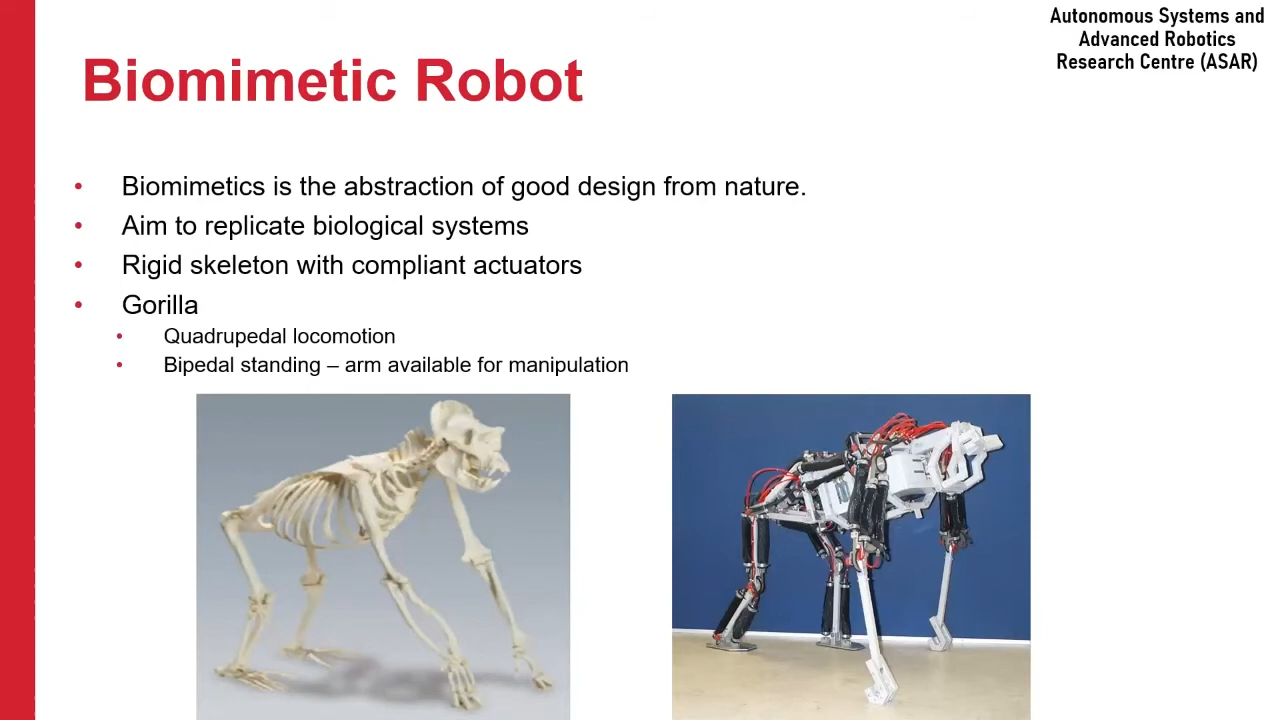 Autonomous Systems and
Advanced Robotics
Research Centre (ASAR)
Biomimetic Robot
• Biomimetics is the abstraction of good design from nature.
• Aim to replicate biological systems
• Rigid skeleton with compliant actuators
• Gorilla
• Quadrupedal locomotion
• Bipedal standing – arm available for manipulation